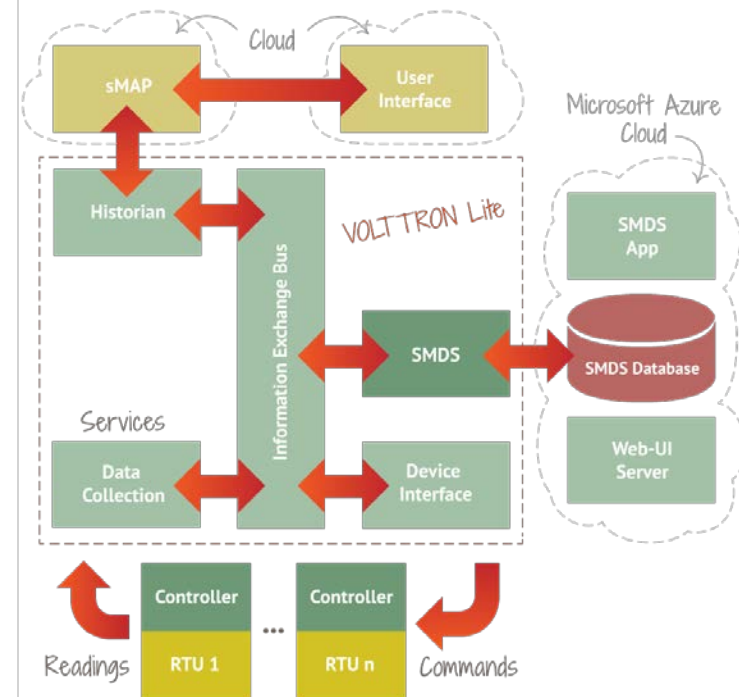 Cloud
sMAP
User
Interface
Microsoft Azure
Cloud
Historian
VOLTTRON Lite
Information Exchange Bus
SMDS
App
SMDS
SMDS Database
Services
Data
Collection
Device
Interface
Web-UI
Server
Controller
...
Controller
Readings
RTU 1
RTU n
Commands